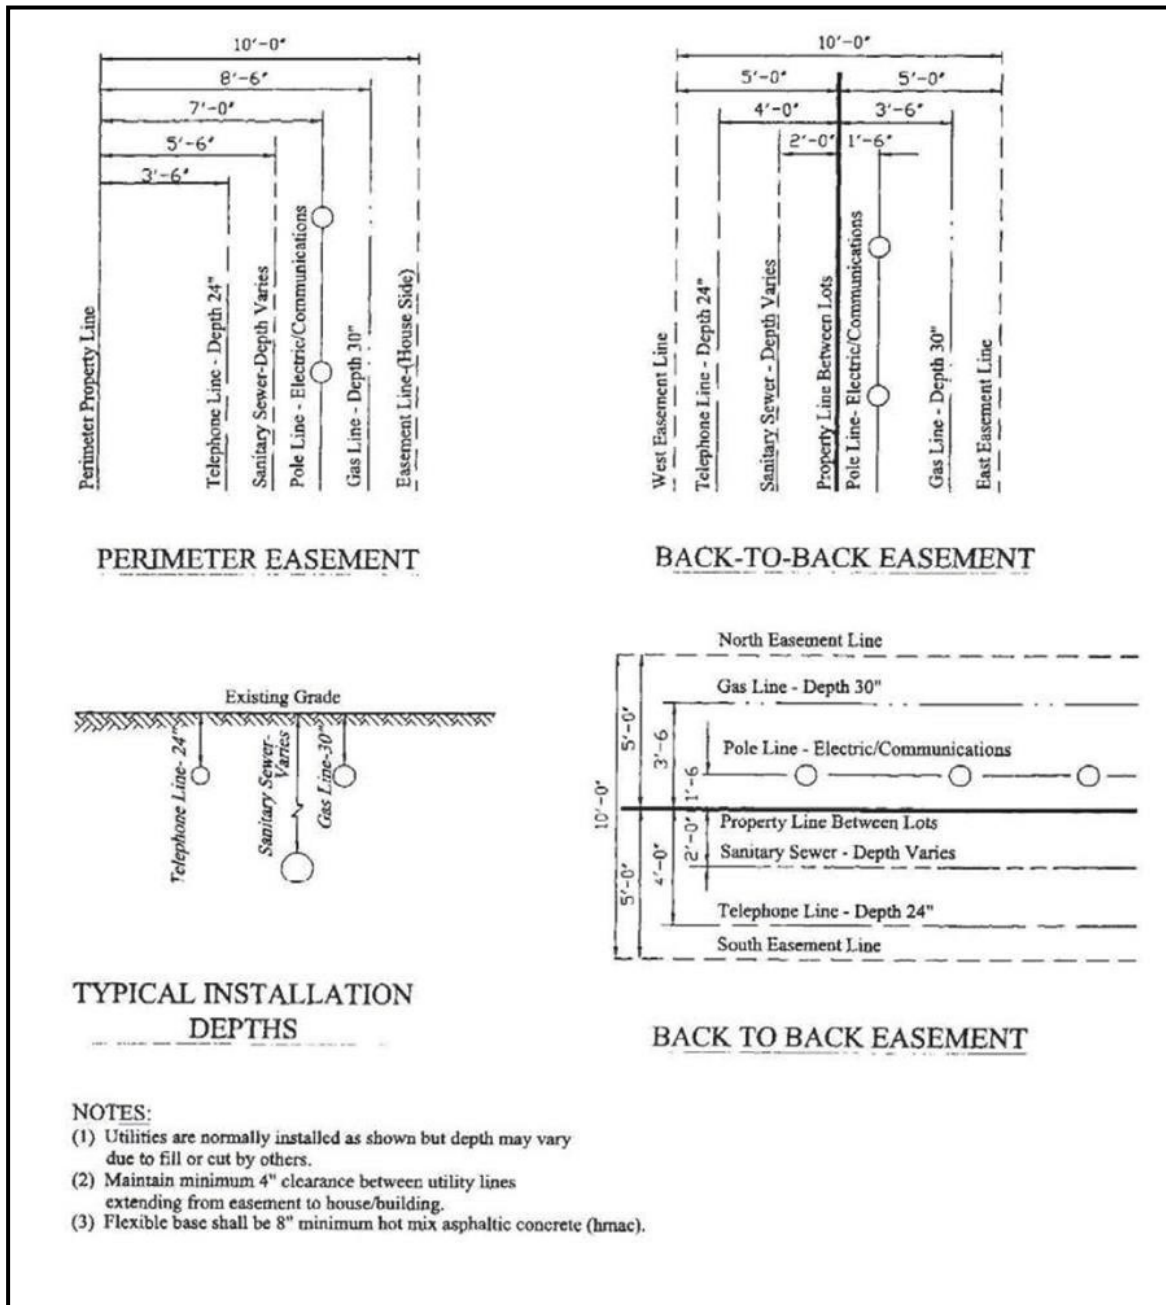 10'-0"
8'-6"
7'-0"
5'-6"
3'-6"
Perimeter Property Line
Telephone Line - Depth 24"
Sanitary Sewer-Depth Varies
Pole Line - Electric/Communications
Gas Line - Depth 30"
Easement Line-(House Side)
PERIMETER EASEMENT
10'-0"
5'-0" 5'-0"
4'-0" 3'-6"
2'-0" 1'-6"
West Easement Line
Telephone Line - Depth 24"
Sanitary Sewer - Depth Varies
Property Line Between Lots
Pole Line- Electric/Communications
Gas Line - Depth 30"
East Easement Line
BACK-TO-BACK EASEMENT
Existing Grade
Telephone Line- 24"
Sanitary Sewer-
Varies
Gas Line-30"
TYPICAL INSTALLATION
DEPTHS
North Easement Line
Gas Line - Depth 30"
Pole Line - Electric/Communications
Property Line Between Lots
Sanitary Sewer - Depth Varies
Telephone Line - Depth 24"
South Easement Line
10'-0"
5'-0"
5'-0"
3'-6
4'-0"
1'-6
2'-0"
BACK TO BACK EASEMENT
NOTES:
(1) Utilities are normally installed as shown but depth may vary
due to fill or cut by others.
(2) Maintain minimum 4" clearance between utility lines
extending from easement to house/building.
(3) Flexible base shall be 8" minimum hot mix asphaltic concrete (hmac).